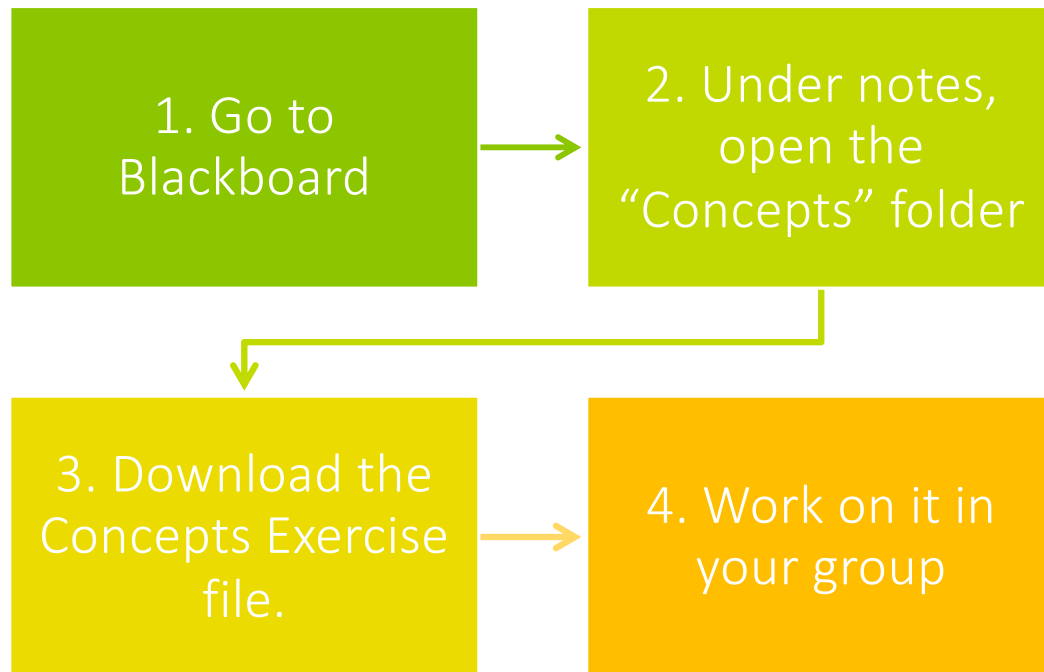 1. Go to
Blackboard
2. Under notes,
open the
“Concepts” folder
3. Download the
Concepts Exercise
file.
4. Work on it in
your group